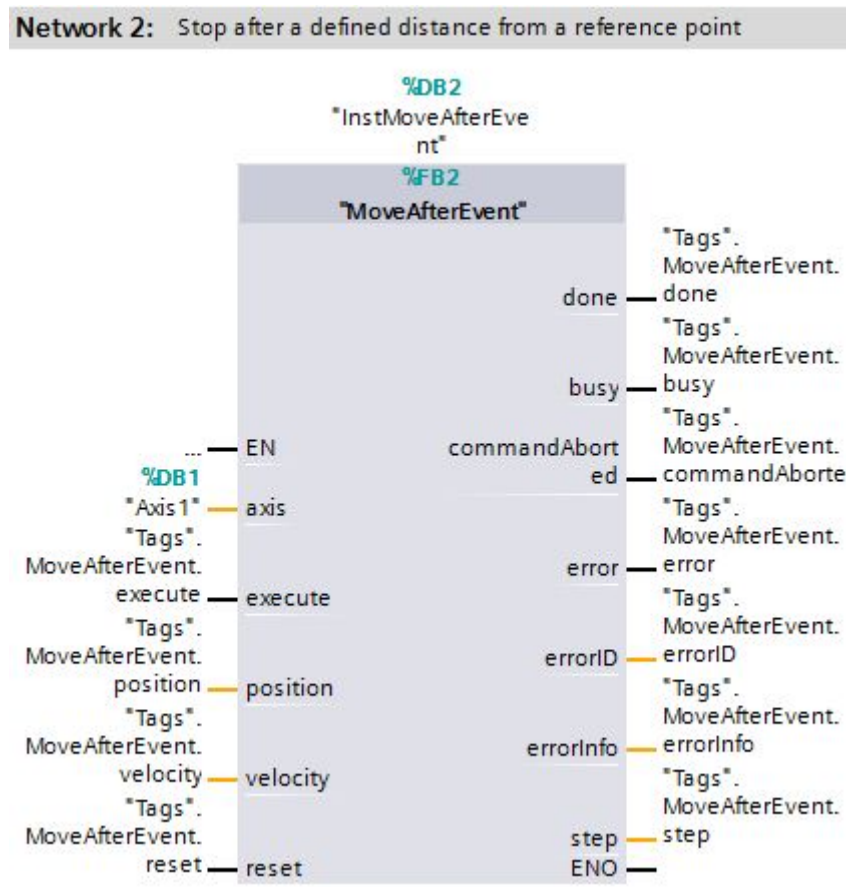 Network 2: Stop after a defined distance from a reference point
%DB2
"InstMoveAfterEve
nt"
%FB2
"MoveAfterEvent"
"Tags".
MoveAfterEvent.
done done
"Tags".
MoveAfterEvent.
busy busy
"Tags".
... EN commandAbort MoveAfterEvent.
%DB1 ed commandAborte
"Axis1" axis "Tags".
"Tags". MoveAfterEvent.
MoveAfterEvent. error error
execute execute "Tags".
"Tags". MoveAfterEvent.
MoveAfterEvent. errorID errorID
position position "Tags".
"Tags". MoveAfterEvent.
MoveAfterEvent. errorInfo errorInfo
velocity velocity "Tags".
"Tags". MoveAfterEvent.
MoveAfterEvent. step step
reset reset ENO